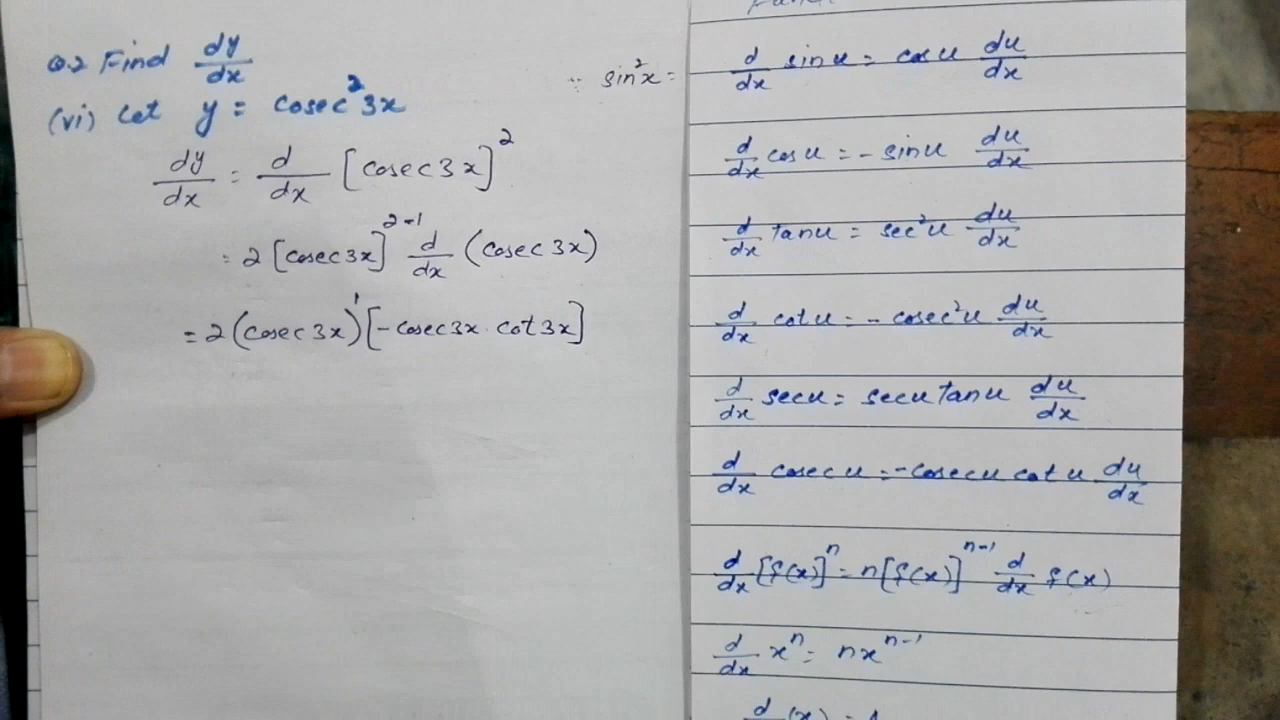 Q.2 Find dy/dx
(vi) Let y = cosec²3x
dy/dx = d/dx [cosec3x]²
= 2[cosec3x]²⁻¹ d/dx (cosec3x)
= 2(cosec3x)¹[-cosec3x . cot3x]
∵ sin²x =
d/dx sinu = cosu du/dx
d/dx cosu = -sinu du/dx
d/dx tanu = sec²u du/dx
d/dx cotu = -cosec²u du/dx
d/dx secu = secu tanu du/dx
d/dx cosecu = -cosecu cotu du/dx
d/dx [f(x)]ⁿ = n[f(x)]ⁿ⁻¹ d/dx f(x)
d/dx xⁿ = nxⁿ⁻¹